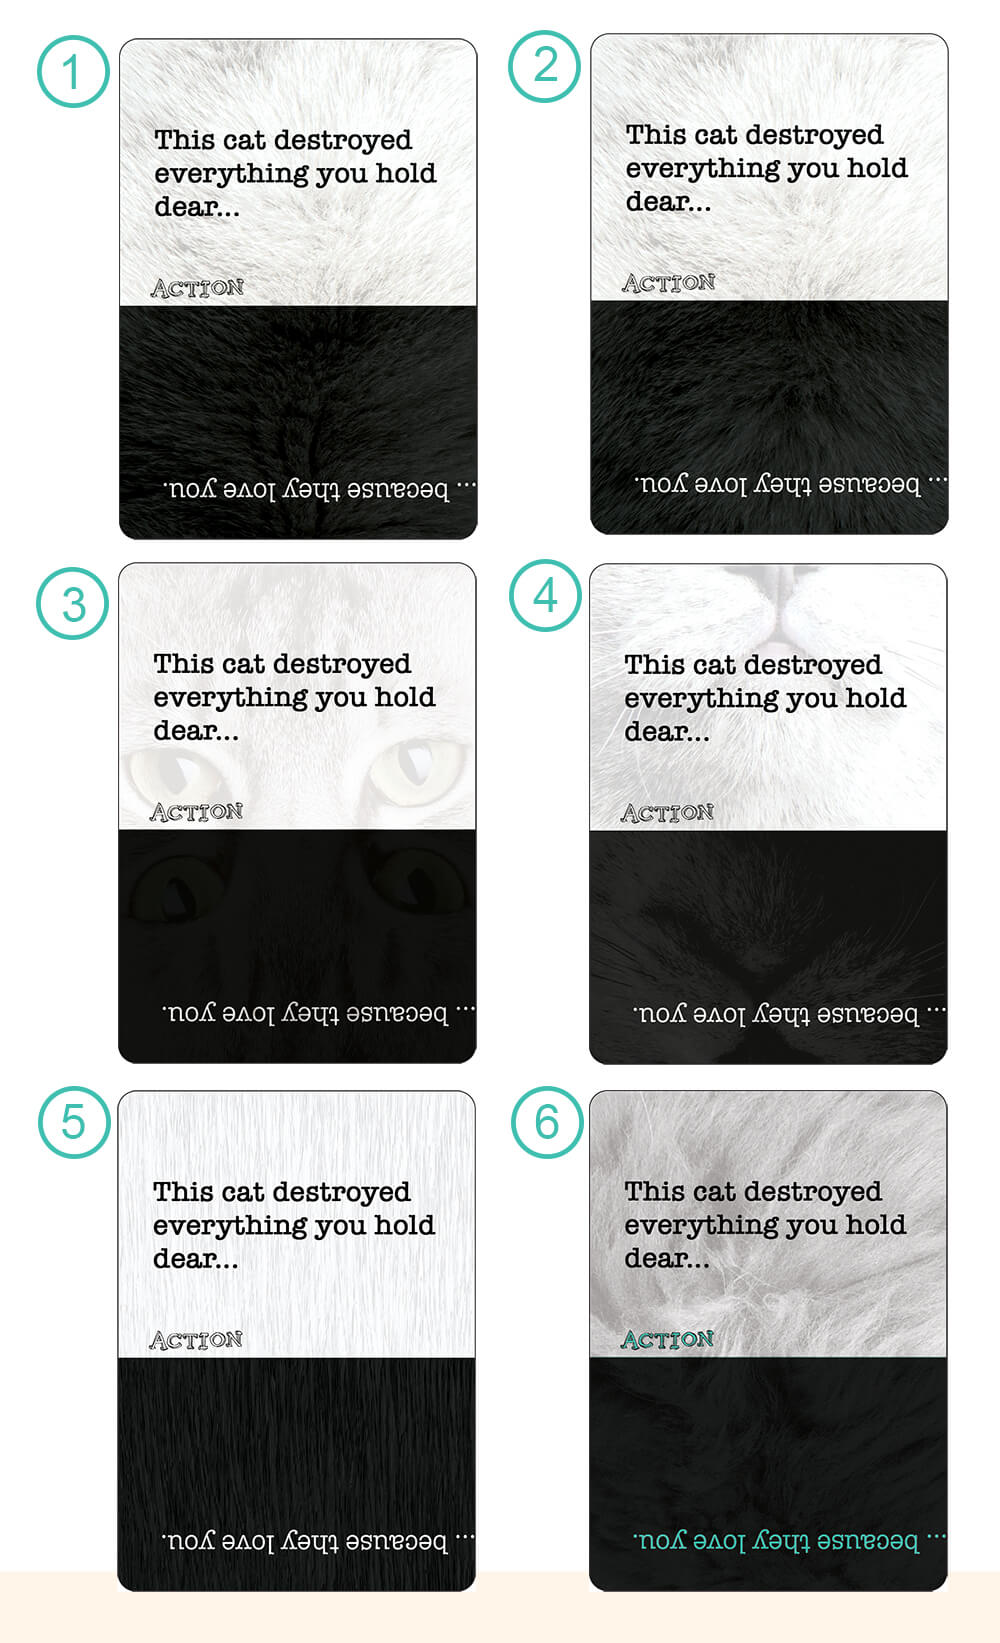 1
This cat destroyed
everything you hold
dear...
ACTION
... because they love you.
2
This cat destroyed
everything you hold
dear...
ACTION
... because they love you.
3
This cat destroyed
everything you hold
dear...
ACTION
... because they love you.
4
This cat destroyed
everything you hold
dear...
ACTION
... because they love you.
5
This cat destroyed
everything you hold
dear...
ACTION
... because they love you.
6
This cat destroyed
everything you hold
dear...
ACTION
... because they love you.